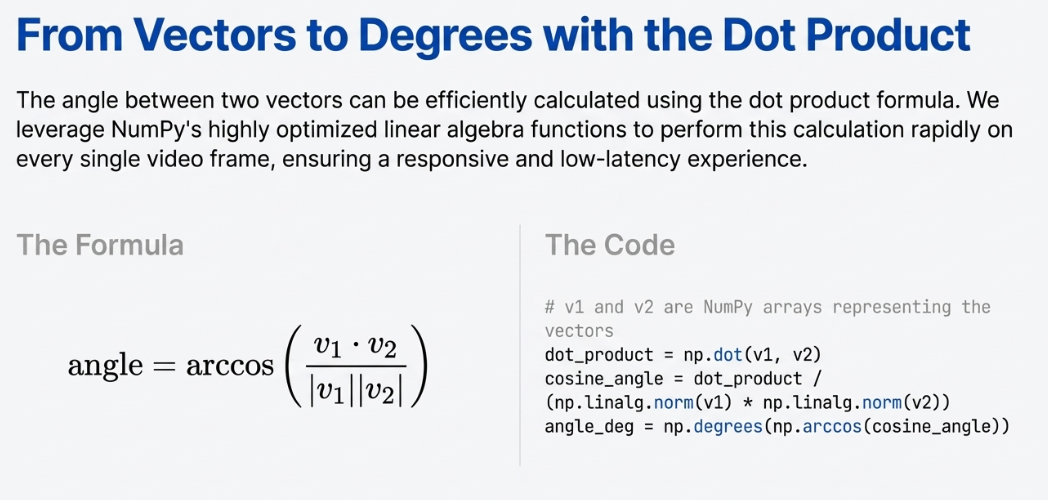 From Vectors to Degrees with the Dot Product
The angle between two vectors can be efficiently calculated using the dot product formula. We
leverage NumPy's highly optimized linear algebra functions to perform this calculation rapidly on
every single video frame, ensuring a responsive and low-latency experience.
The Formula
angle = arccos ( v₁ · v₂ / |v₁||v₂| )
The Code
# v1 and v2 are NumPy arrays representing the
vectors
dot_product = np.dot(v1, v2)
cosine_angle = dot_product /
(np.linalg.norm(v1) * np.linalg.norm(v2))
angle_deg = np.degrees(np.arccos(cosine_angle))